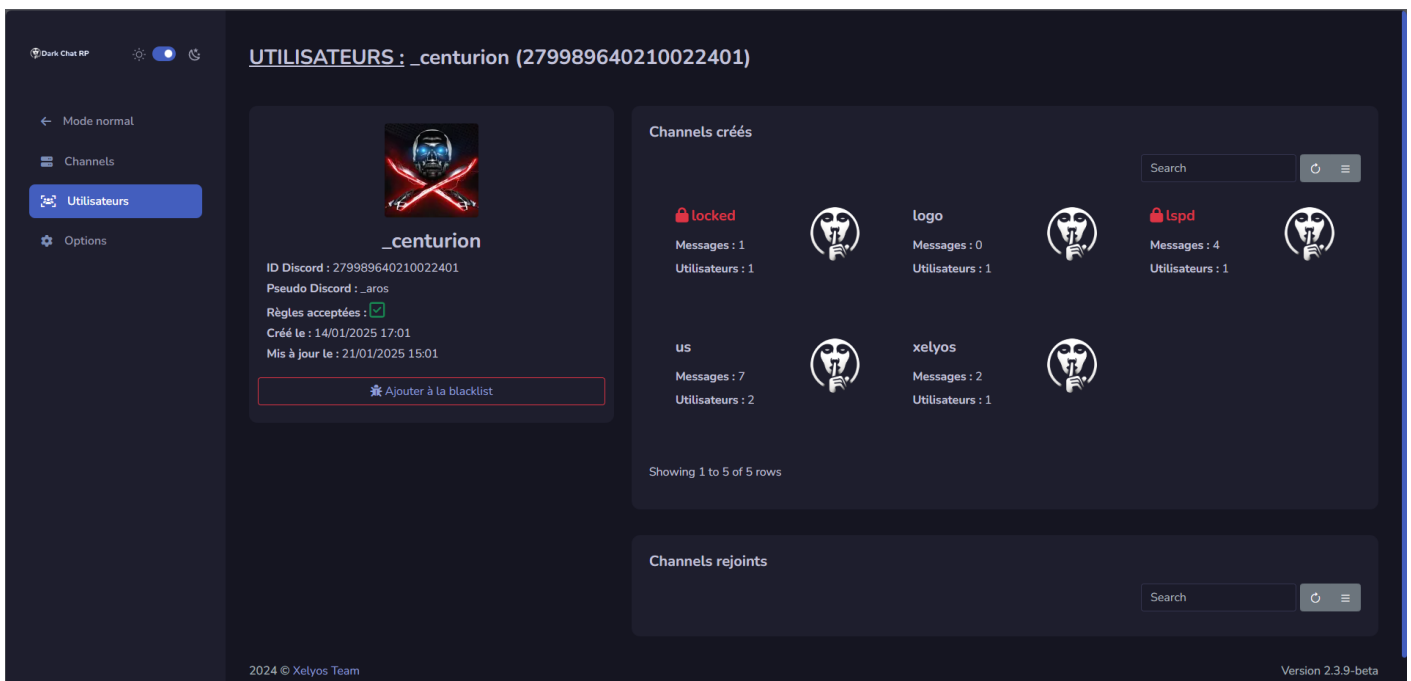 Dark Chat RP
UTILISATEURS : _centurion (279989640210022401)
Mode normal
Channels
Utilisateurs
Options
_centurion
ID Discord : 279989640210022401
Pseudo Discord : _aros
Règles acceptées :
Créé le : 14/01/2025 17:01
Mis à jour le : 21/01/2025 15:01
Ajouter à la blacklist
Channels créés
Search
locked
Messages : 1
Utilisateurs : 1
logo
Messages : 0
Utilisateurs : 1
lspd
Messages : 4
Utilisateurs : 1
us
Messages : 7
Utilisateurs : 2
xelyos
Messages : 2
Utilisateurs : 1
Showing 1 to 5 of 5 rows
Channels rejoints
Search
2024 © Xelyos Team
Version 2.3.9-beta